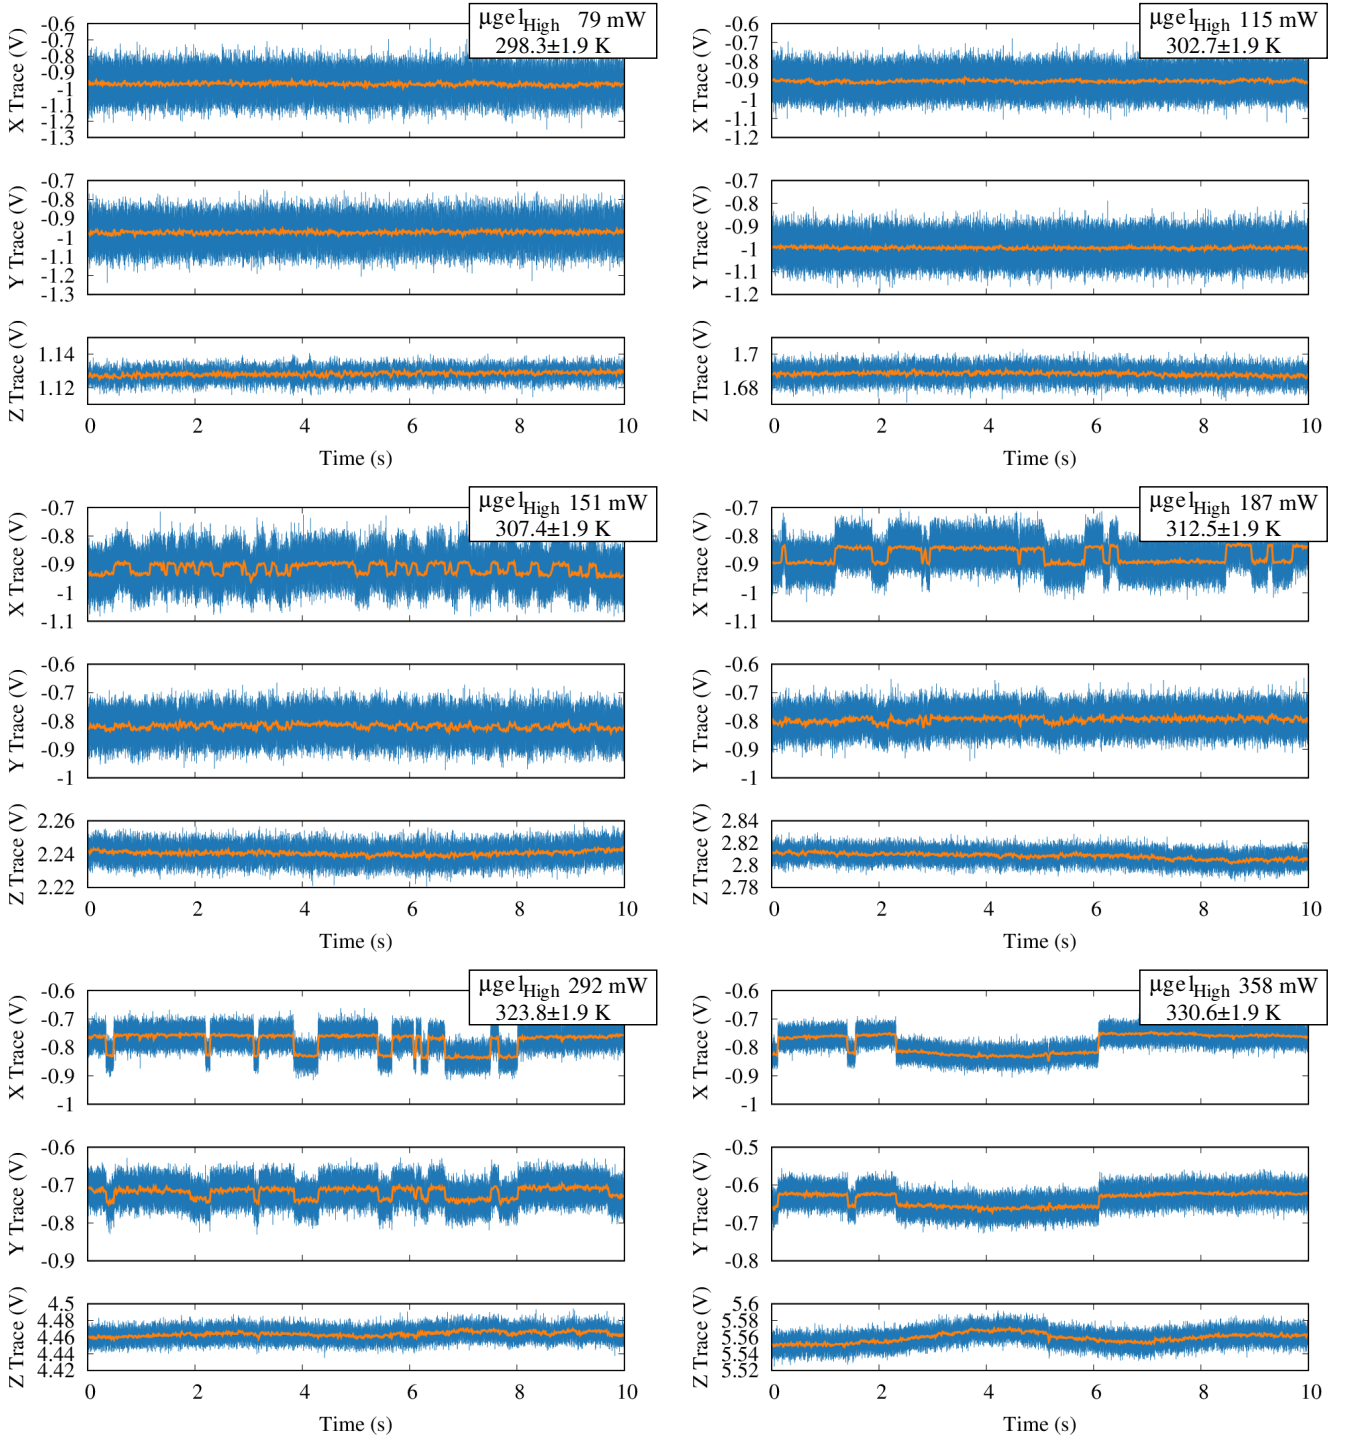 µgel_High 79 mW
298.3±1.9 K
X Trace (V)
-0.6
-0.7
-0.8
-0.9
-1
-1.1
-1.2
-1.3
Y Trace (V)
-0.7
-0.8
-0.9
-1
-1.1
-1.2
-1.3
Z Trace (V)
1.14
1.12
0 2 4 6 8 10
Time (s)
µgel_High 115 mW
302.7±1.9 K
X Trace (V)
-0.6
-0.7
-0.8
-0.9
-1
-1.1
-1.2
Y Trace (V)
-0.7
-0.8
-0.9
-1
-1.1
-1.2
Z Trace (V)
1.7
1.68
0 2 4 6 8 10
Time (s)
µgel_High 151 mW
307.4±1.9 K
X Trace (V)
-0.7
-0.8
-0.9
-1
-1.1
Y Trace (V)
-0.6
-0.7
-0.8
-0.9
-1
Z Trace (V)
2.26
2.24
2.22
0 2 4 6 8 10
Time (s)
µgel_High 187 mW
312.5±1.9 K
X Trace (V)
-0.7
-0.8
-0.9
-1
-1.1
Y Trace (V)
-0.6
-0.7
-0.8
-0.9
-1
Z Trace (V)
2.84
2.82
2.8
2.78
0 2 4 6 8 10
Time (s)
µgel_High 292 mW
323.8±1.9 K
X Trace (V)
-0.6
-0.7
-0.8
-0.9
-1
Y Trace (V)
-0.6
-0.7
-0.8
-0.9
Z Trace (V)
4.5
4.48
4.46
4.44
4.42
0 2 4 6 8 10
Time (s)
µgel_High 358 mW
330.6±1.9 K
X Trace (V)
-0.6
-0.7
-0.8
-0.9
-1
Y Trace (V)
-0.5
-0.6
-0.7
-0.8
Z Trace (V)
5.6
5.58
5.56
5.54
5.52
0 2 4 6 8 10
Time (s)